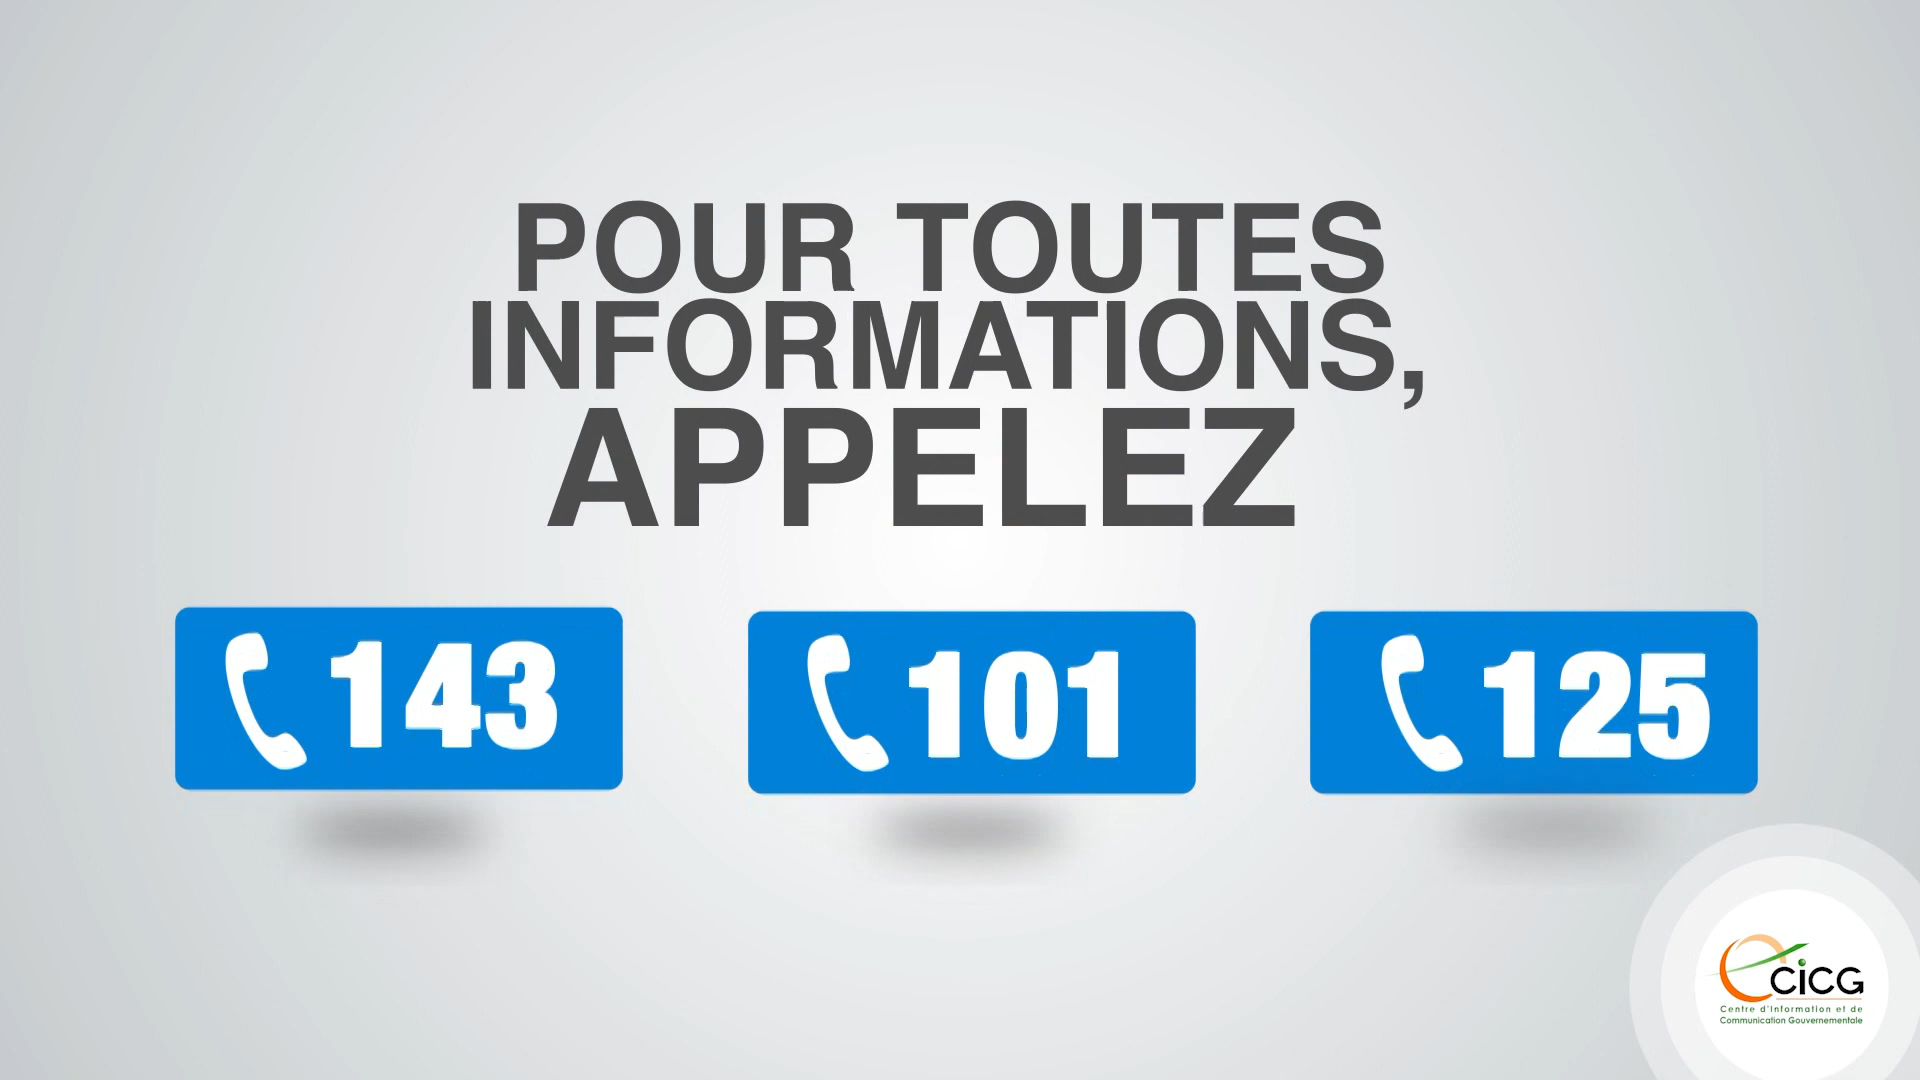 POUR TOUTES
INFORMATIONS,
APPELEZ
143
101
125
CICG
Centre d'Information et de
Communication Gouvernementale